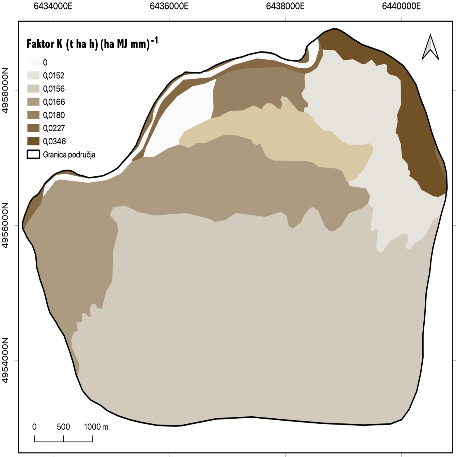 6434000E 6436000E 6438000E 6440000E
Faktor K (t ha h)(ha MJ mm)⁻¹
0
0,0152
0,0156
0,0166
0,0180
0,0227
0,0346
Granica područja
4958000N
4956000N
4954000N
0 500 1000 m